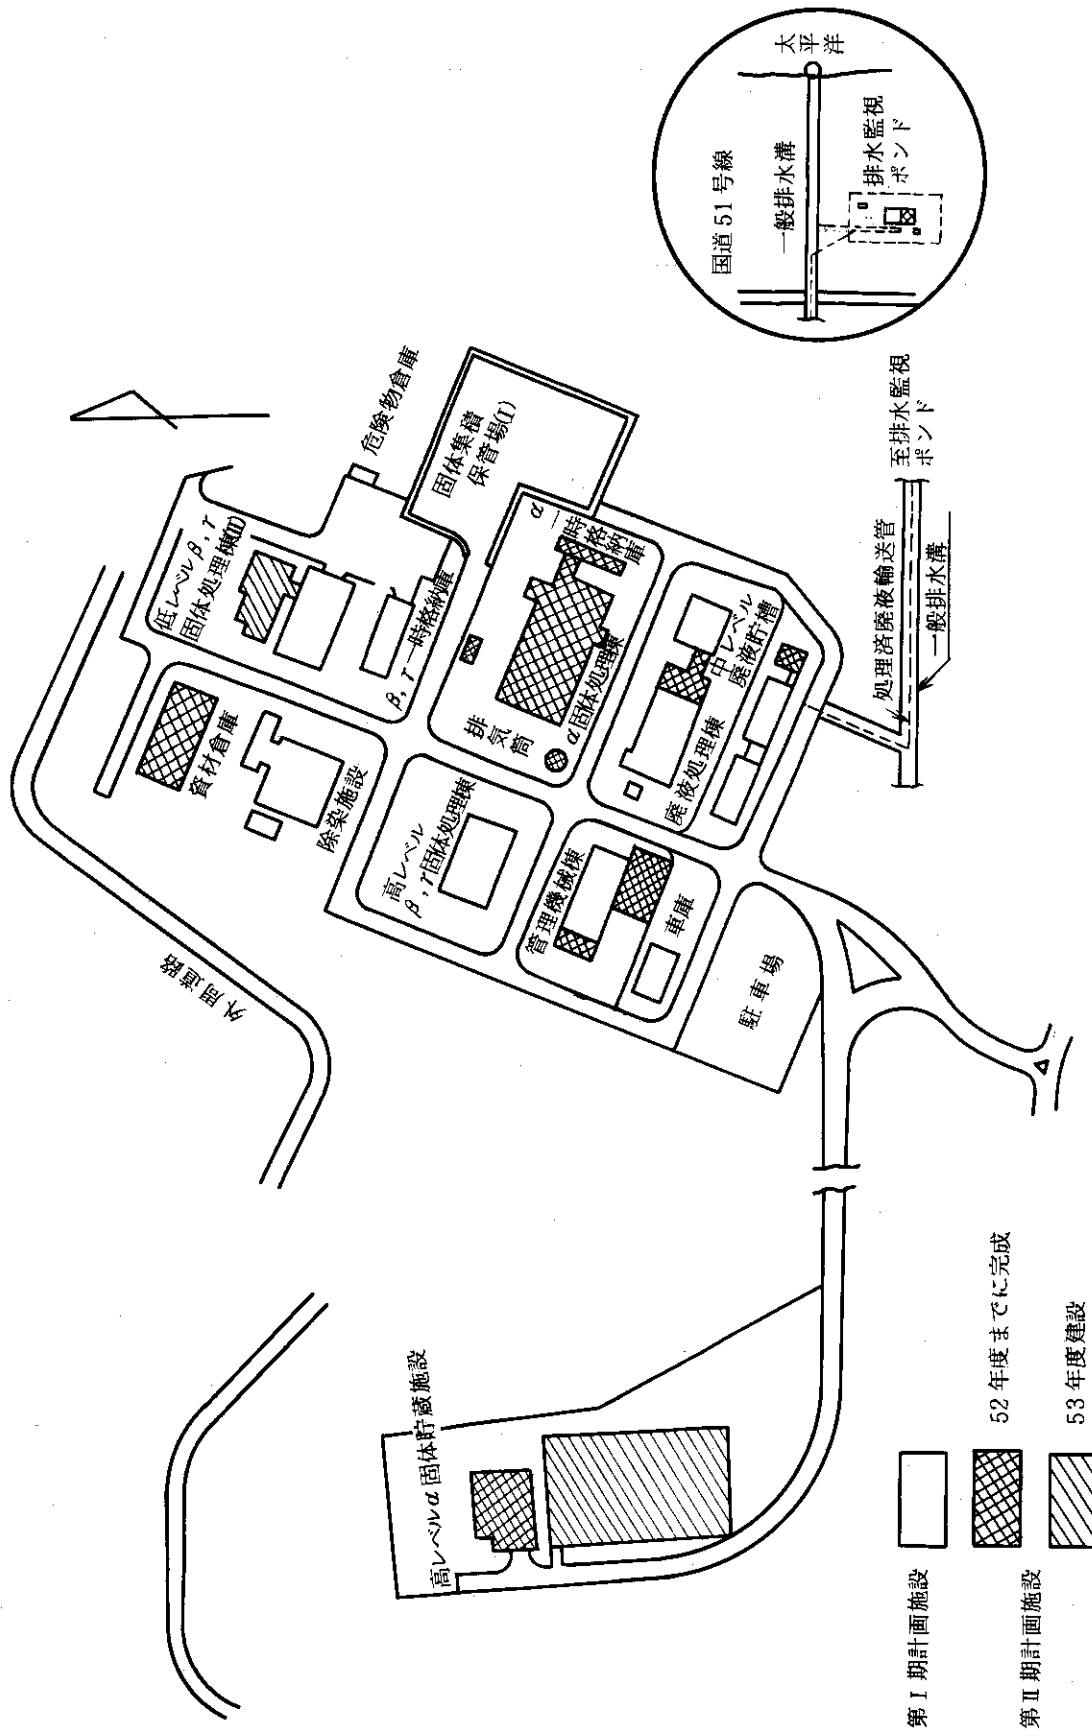 外周道路
資材倉庫
除染施設
低レベルβ，γ
固体処理棟(II)
β，γ一時格納庫
危険物倉庫
固体集積
保管場(I)
高レベル
β，γ固体処理棟
排気筒
α固体処理棟
α一時格納庫
管理機械棟
車庫
駐車場
廃液処理棟
中レベル
廃液貯槽
処理済廃液輸送管
一般排水溝
至排水監視
ポンド
国道51号線
一般排水溝
排水監視
ポンド
太平洋
高レベルα固体貯蔵施設
第I期計画施設
第II期計画施設
52年度までに完成
53年度建設